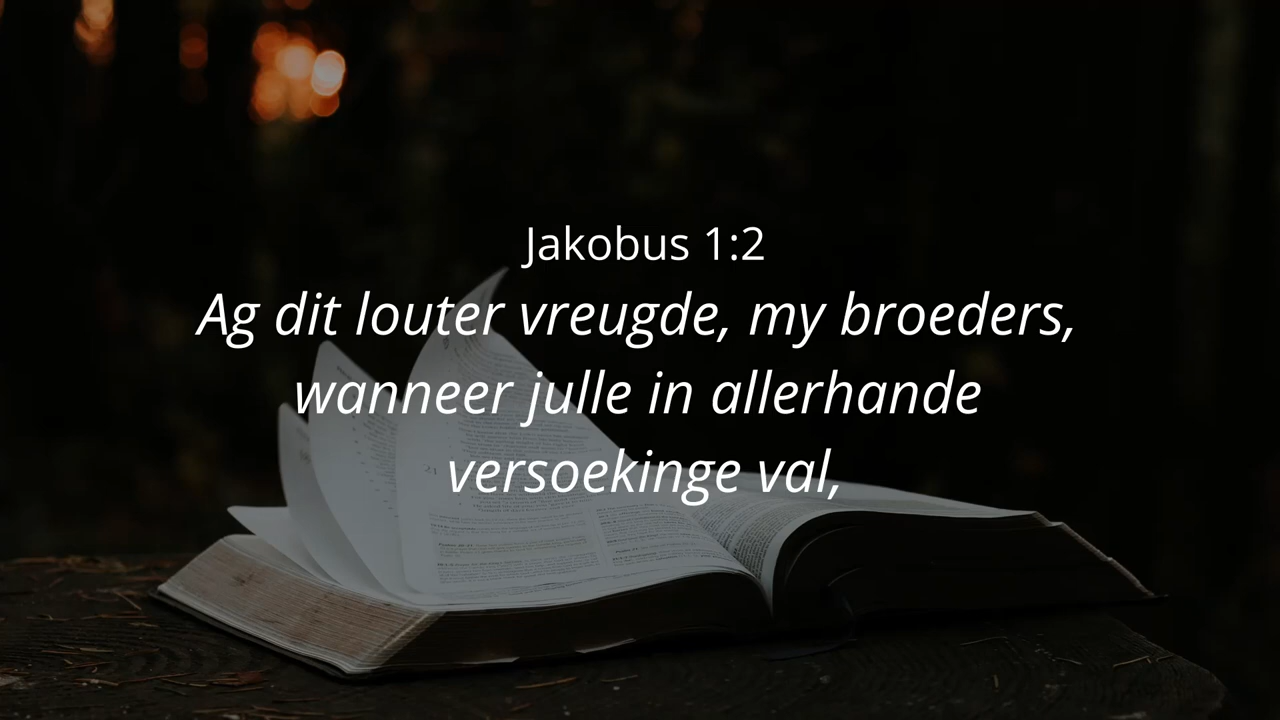 Jakobus 1:2
Ag dit louter vreugde, my broeders,
wanneer julle in allerhande
versoekinge val,